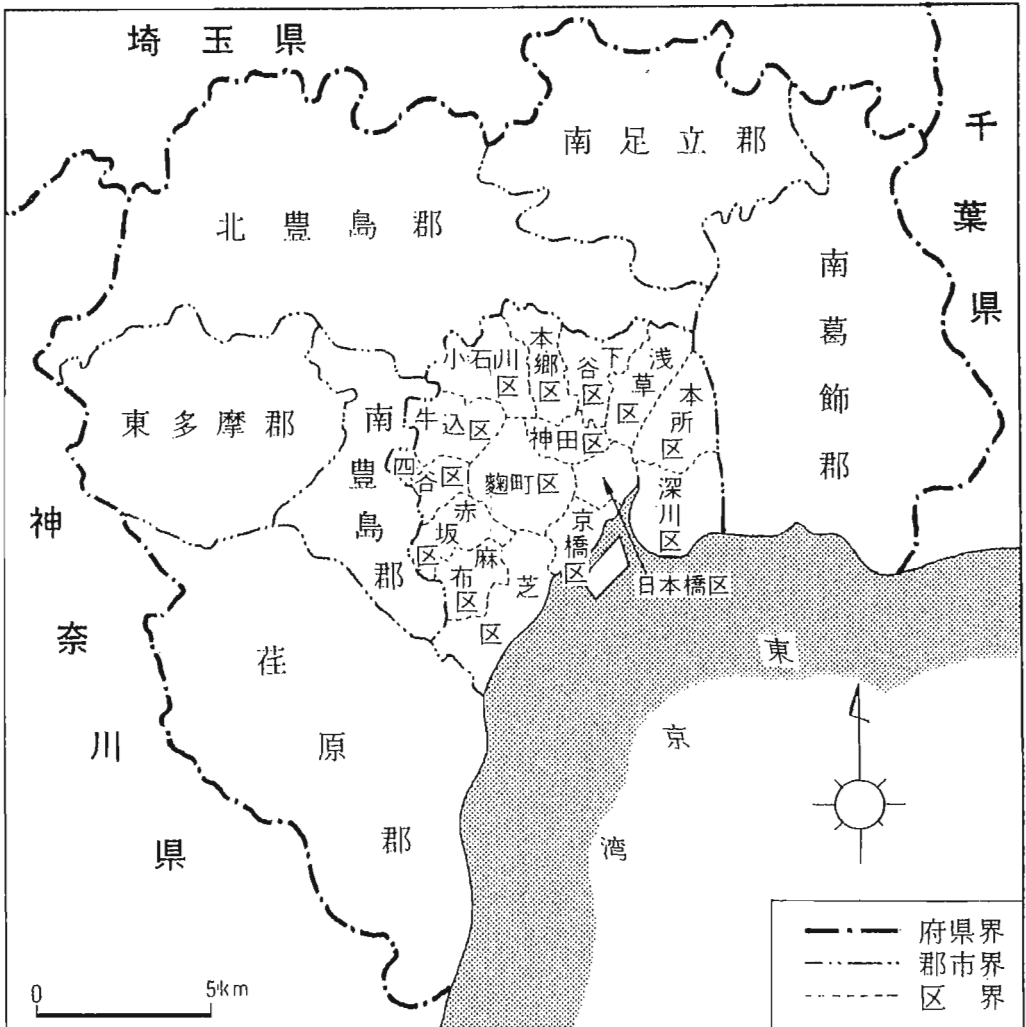 埼玉県
千葉県
南足立郡
北豊島郡
南葛飾郡
小石川区
本郷区
下谷区
浅草区
本所区
東多摩郡
南豊島郡
牛込区
神田区
四谷区
麴町区
深川区
赤坂区
京橋区
日本橋区
麻布区
芝区
神奈川県
荏原郡
東京湾
府県界
郡市界
区界
0 5km